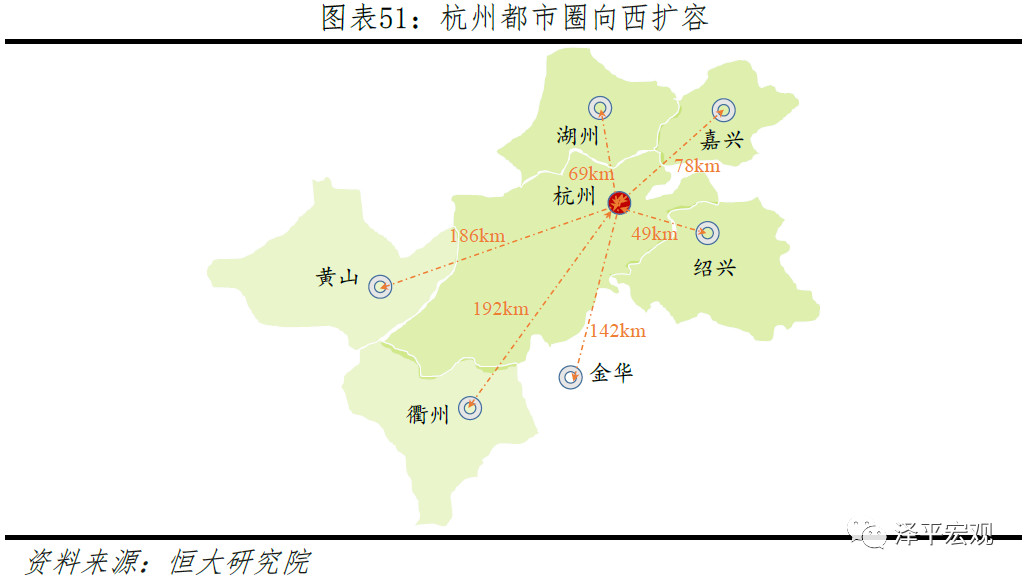 图表51：杭州都市圈向西扩容
湖州
嘉兴
69km
78km
杭州
186km
49km
黄山
绍兴
192km
142km
金华
衢州
泽平宏观
资料来源：恒大研究院